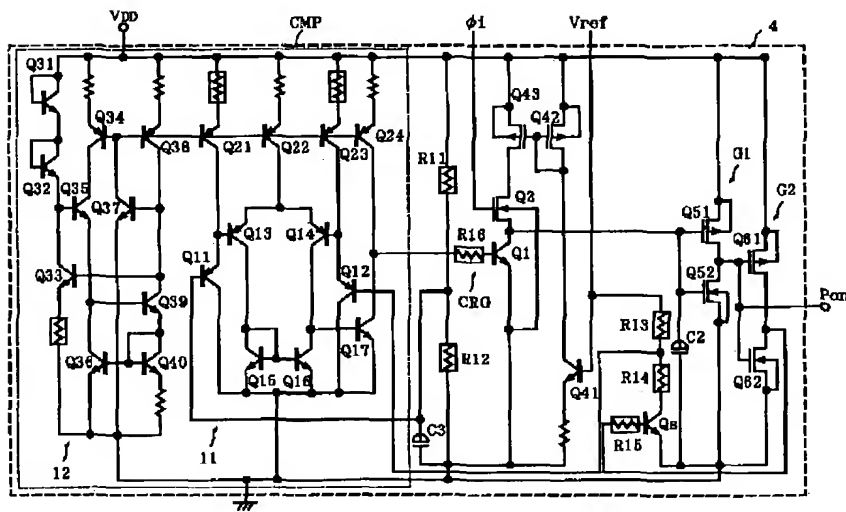 VDD
CMP
φi
Vref
4
Q31
Q34
Q43
Q42
Q32
Q35
Q38
Q21
Q22
Q24
Q23
R11
G1
Q37
Q2
G2
Q13
Q14
Q51
Q61
Q33
Q11
R16
Q1
Q12
Q52
Pon
Q39
CRG
R13
Q17
C2
R12
Q36
Q40
R14
Q62
Q15
Q16
Q41
C3
Qs
R15
12
11